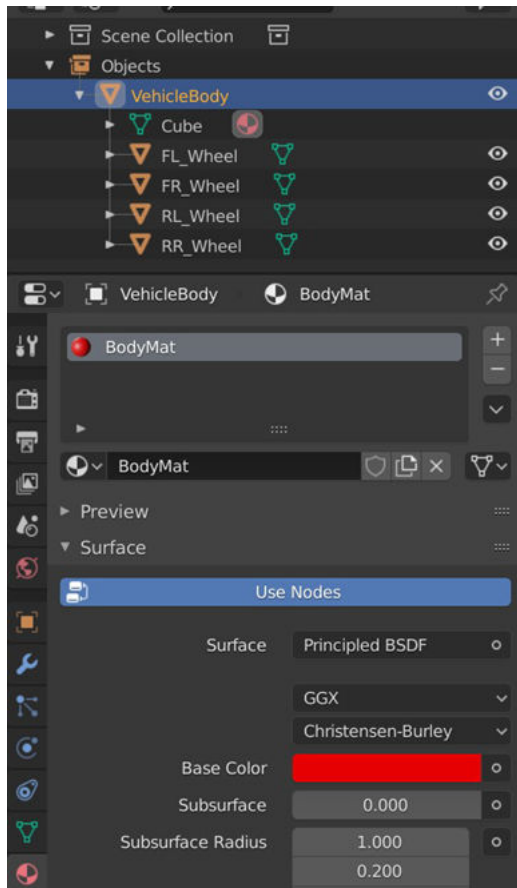 Scene Collection
Objects
VehicleBody
Cube
FL_Wheel
FR_Wheel
RL_Wheel
RR_Wheel
VehicleBody BodyMat
BodyMat
BodyMat
Preview
Surface
Use Nodes
Surface Principled BSDF
GGX
Christensen-Burley
Base Color
Subsurface 0.000
Subsurface Radius 1.000
0.200